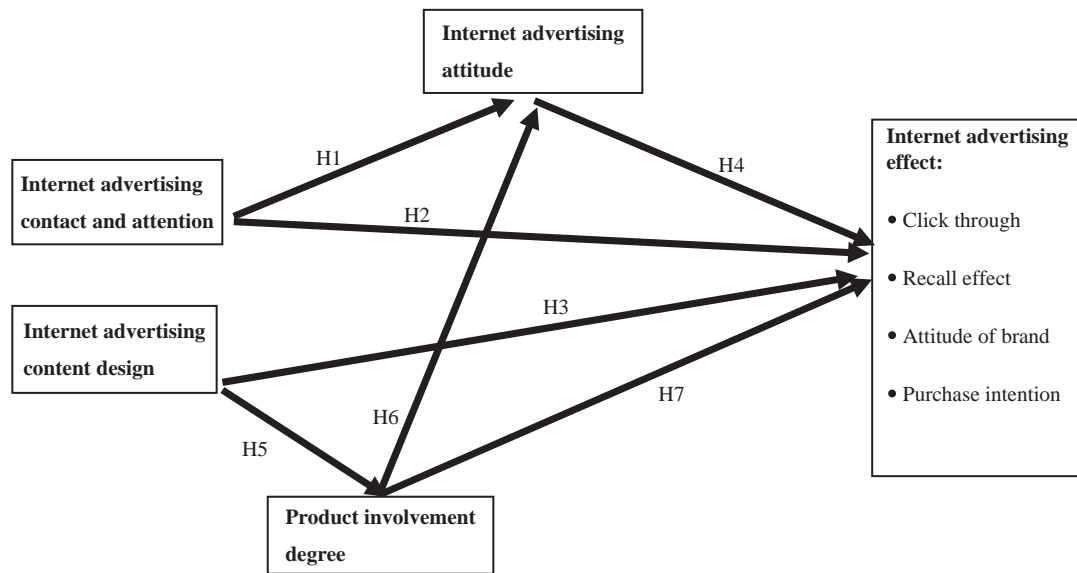 Internet advertising
attitude
Internet advertising
effect:
• Click through
• Recall effect
• Attitude of brand
• Purchase intention
H1
H4
Internet advertising
contact and attention
H2
H3
Internet advertising
content design
H6
H7
H5
Product involvement
degree